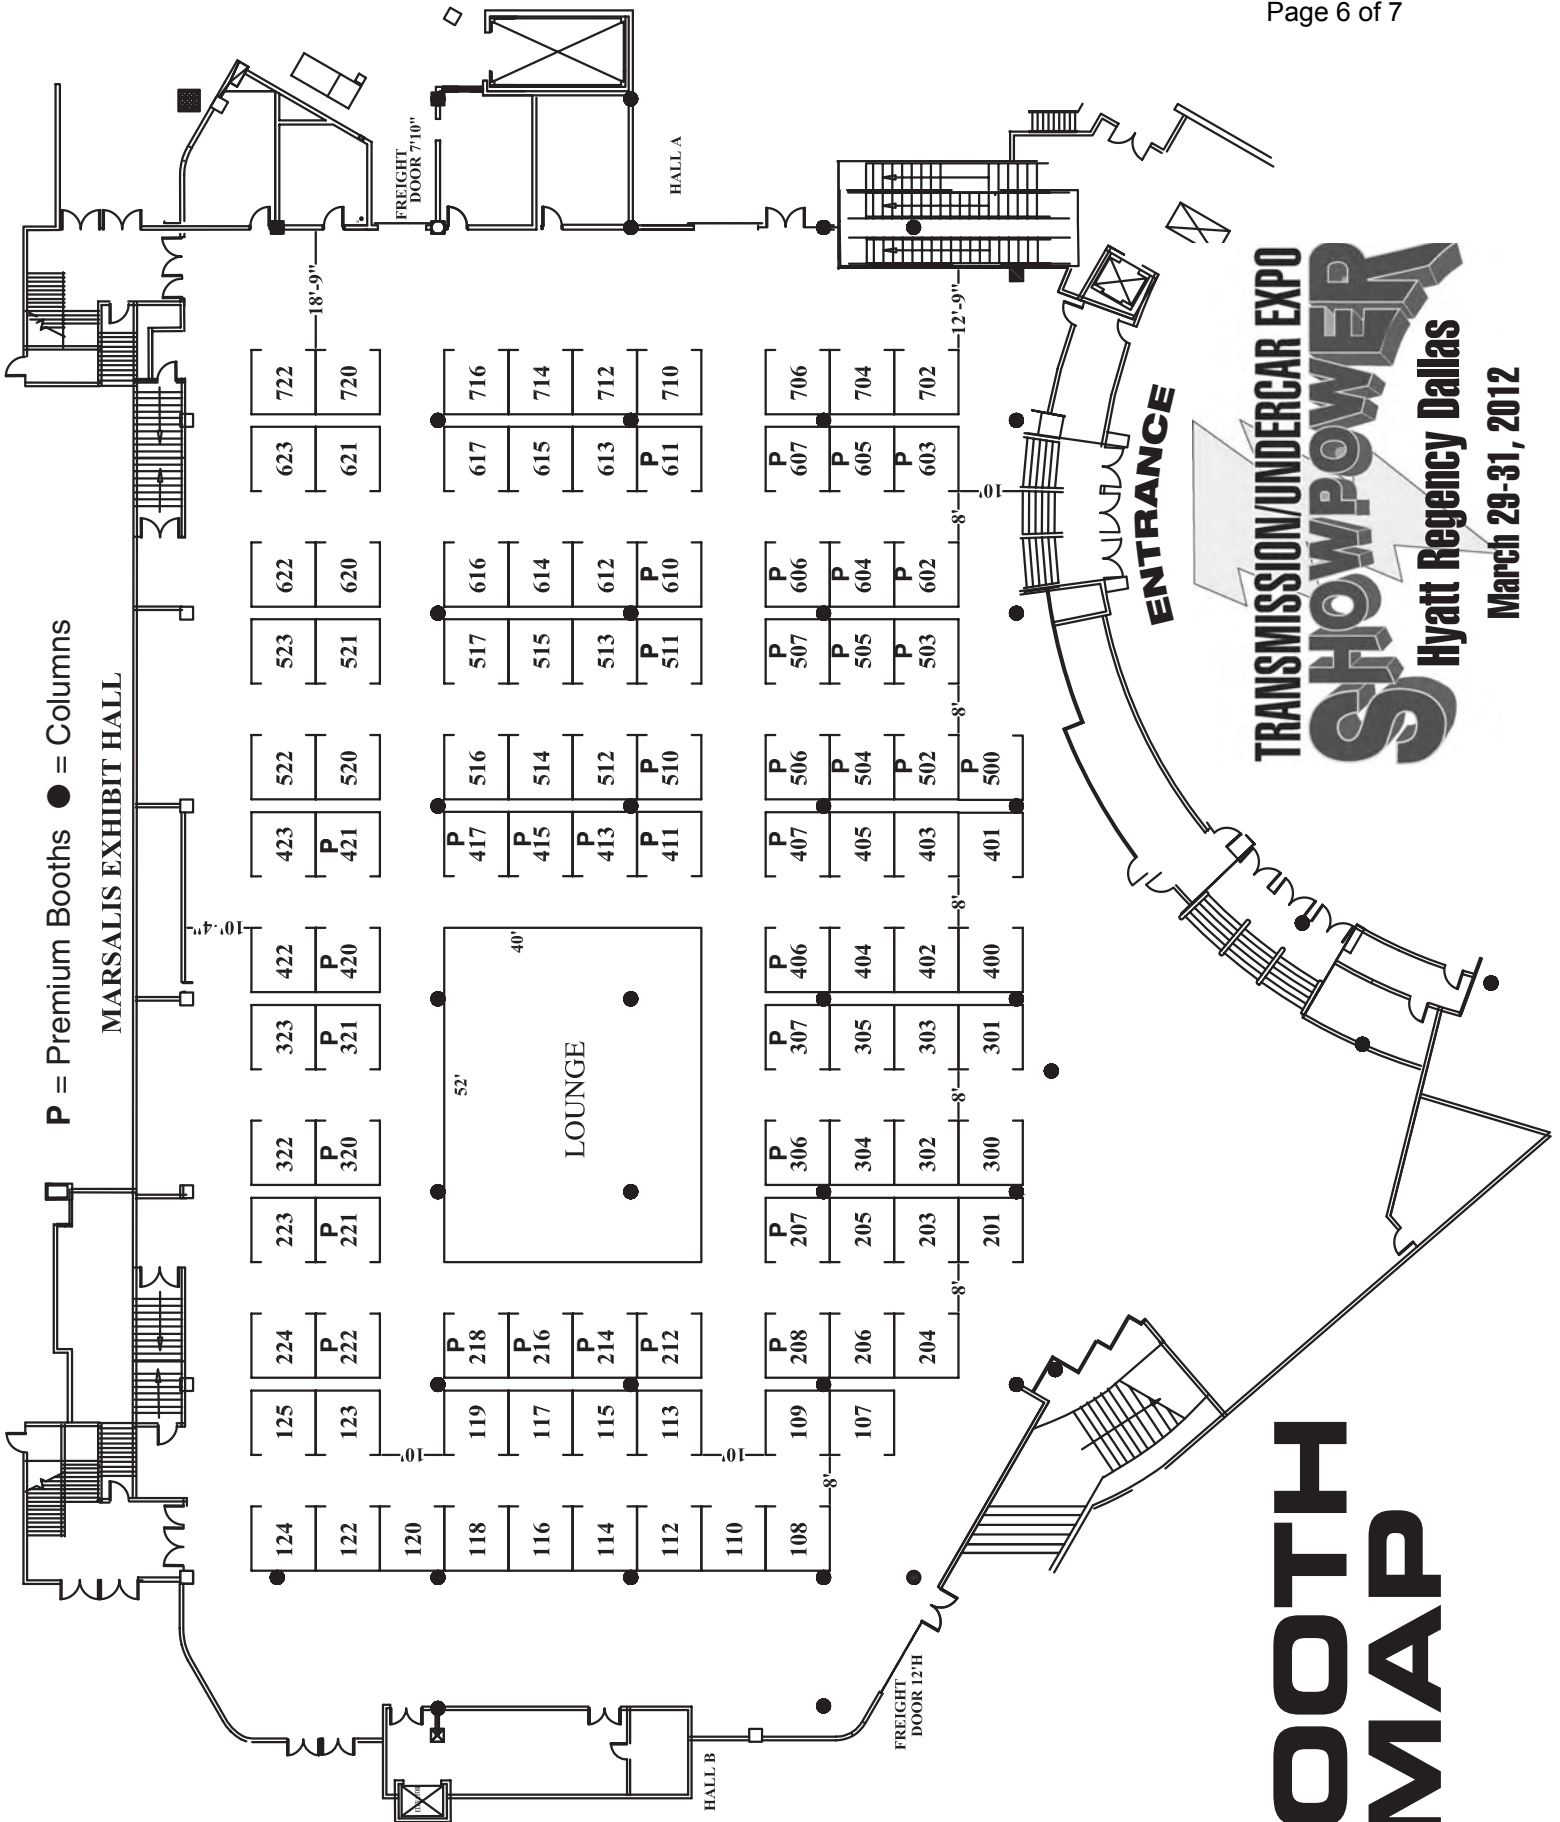 Page 6 of 7
P = Premium Booths ● = Columns
MARSALIS EXHIBIT HALL
FREIGHT
DOOR 7'10"
HALL A
18'-9"
12'-9"
722 720 716 714 712 710 706 704 702
623 621 617 615 613 P 611 P 607 P 605 P 603
10'
8'
622 620 616 614 612 P 610 P 606 P 604 P 602
523 521 517 515 513 P 511 P 507 P 505 P 503
8'
522 520 516 514 512 P 510 P 506 P 504 P 502 P 500
423 P 421 P 417 P 415 P 413 P 411 P 407 405 403 401
10'-4"
8'
422 P 420 P 406 404 402 400
323 P 321 P 307 305 303 301
40'
52'
LOUNGE
8'
322 P 320 P 306 304 302 300
223 P 221 P 207 205 203 201
8'
224 P 222 P 218 P 216 P 214 P 212 P 208 206 204
125 123 119 117 115 113 109 107
10'
10'
8'
124 122 120 118 116 114 112 110 108
FREIGHT
DOOR 12'H
HALL B
ENTRANCE
TRANSMISSION/UNDERCAR EXPO
SHOWPOWER
Hyatt Regency Dallas
March 29-31, 2012
OOTH
MAP